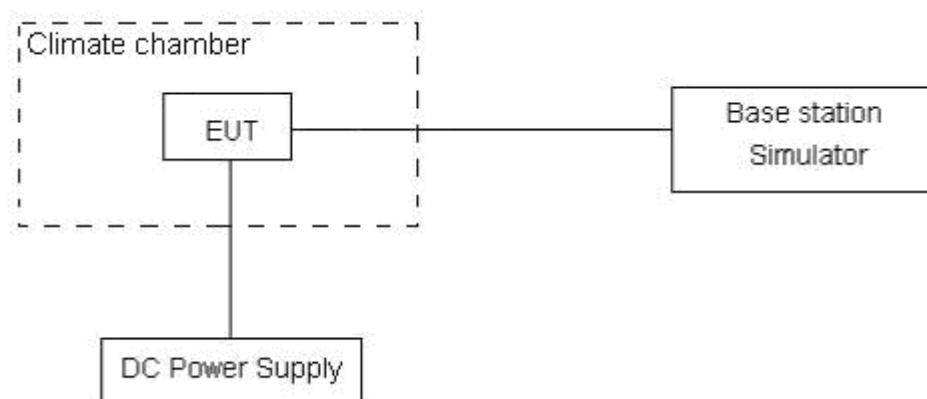 Climate chamber
EUT
Base station
Simulator
DC Power Supply